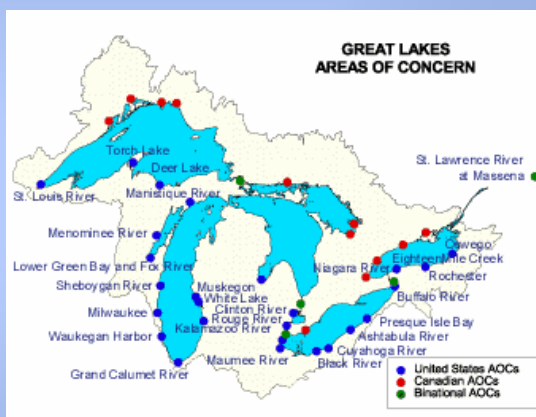 GREAT LAKES
AREAS OF CONCERN
Torch Lake
Deer Lake
St. Lawrence River
at Massena
St. Louis River
Manistique River
Menominee River
Oswego
Eighteen Mile Creek
Niagara River
Lower Green Bay and Fox River
Rochester
Sheboygan River
Muskegon
White Lake
Buffalo River
Clinton River
Milwaukee
Rouge River
Presque Isle Bay
Kalamazoo River
Waukegan Harbor
Ashtabula River
Maumee River
Cuyahoga River
Black River
Grand Calumet River
United States AOCs
Canadian AOCs
Binational AOCs